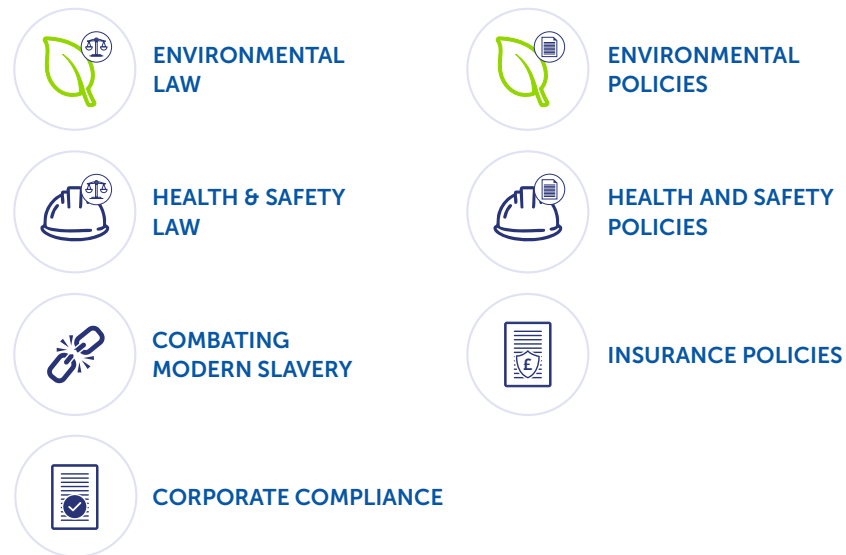 ENVIRONMENTAL
LAW
ENVIRONMENTAL
POLICIES
HEALTH & SAFETY
LAW
HEALTH AND SAFETY
POLICIES
COMBATING
MODERN SLAVERY
£
INSURANCE POLICIES
CORPORATE COMPLIANCE